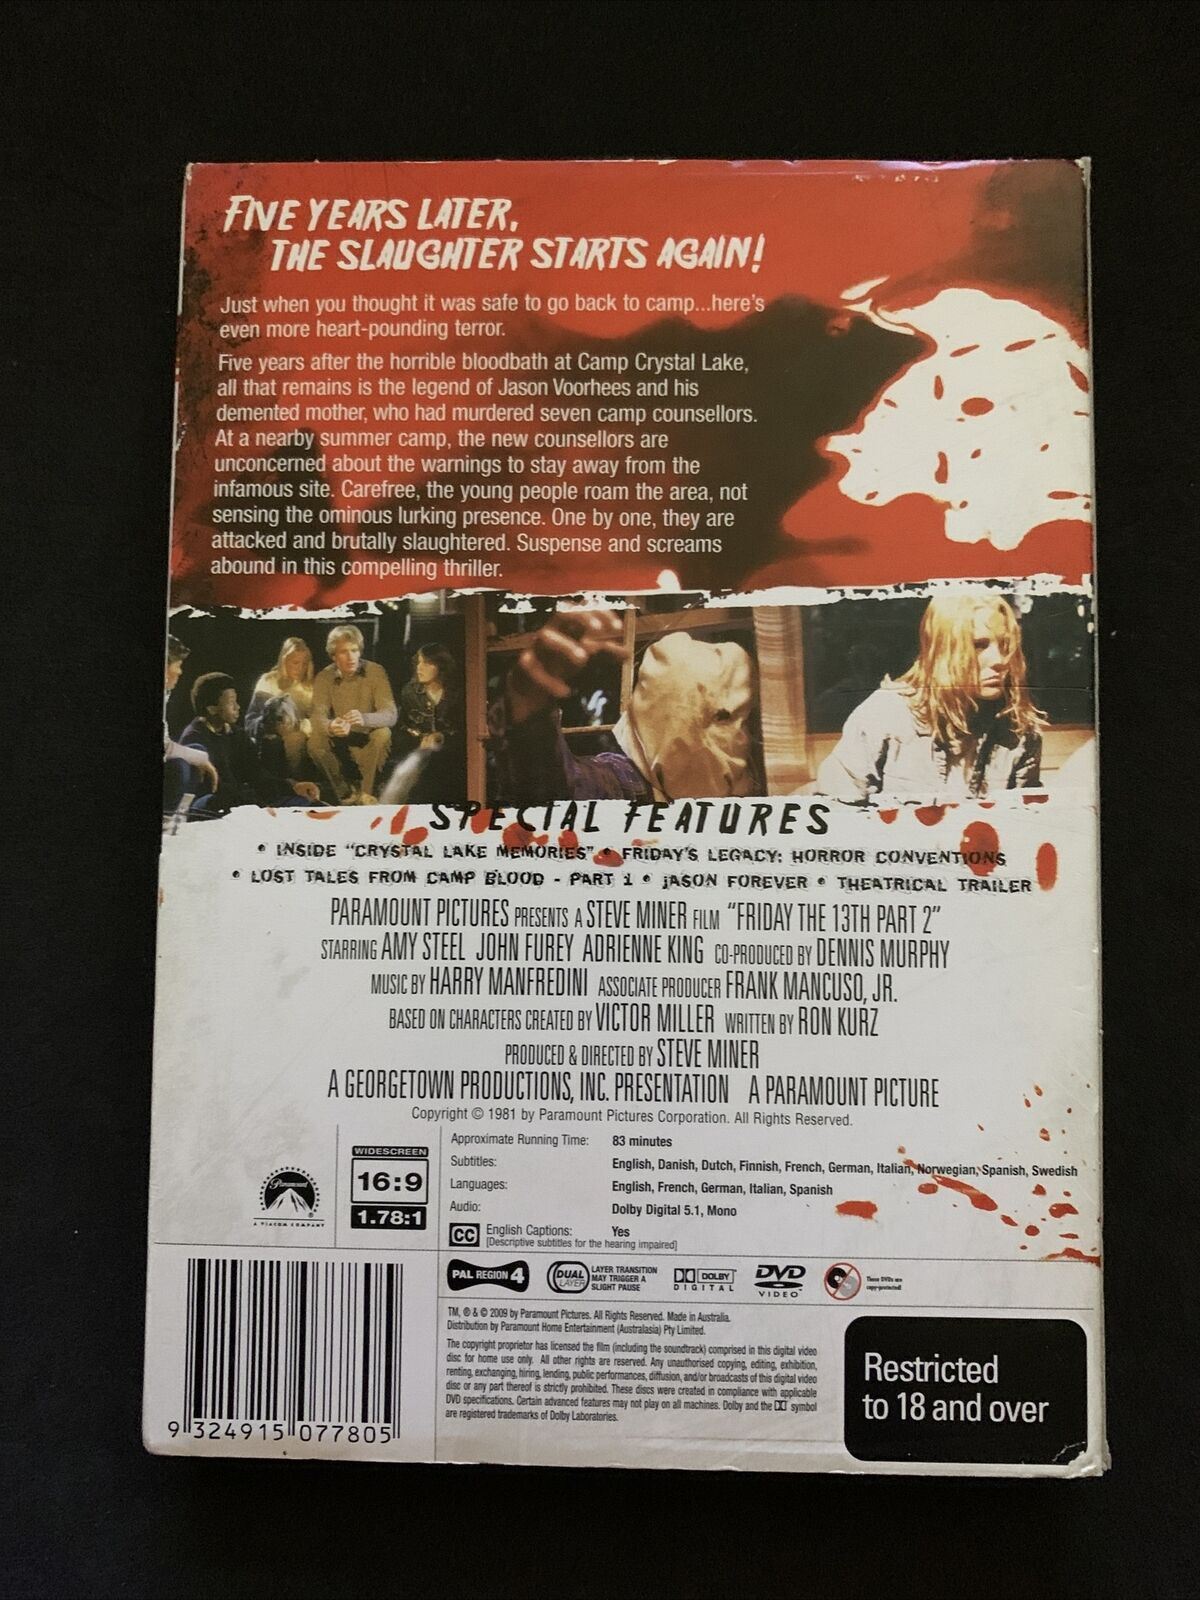 FIVE YEARS LATER,
THE SLAUGHTER STARTS AGAIN!
Just when you thought it was safe to go back to camp...here's
even more heart-pounding terror.
Five years after the horrible bloodbath at Camp Crystal Lake,
all that remains is the legend of Jason Voorhees and his
demented mother, who had murdered seven camp counsellors.
At a nearby summer camp, the new counsellors are
unconcerned about the warnings to stay away from the
infamous site. Carefree, the young people roam the area, not
sensing the ominous lurking presence. One by one, they are
attacked and brutally slaughtered. Suspense and screams
abound in this compelling thriller.
SPECIAL FEATURES
• INSIDE "CRYSTAL LAKE MEMORIES" • FRIDAY'S LEGACY: HORROR CONVENTIONS
• LOST TALES FROM CAMP BLOOD - PART 1 • JASON FOREVER • THEATRICAL TRAILER
PARAMOUNT PICTURES PRESENTS A STEVE MINER FILM "FRIDAY THE 13TH PART 2"
STARRING AMY STEEL JOHN FUREY ADRIENNE KING CO-PRODUCED BY DENNIS MURPHY
MUSIC BY HARRY MANFREDINI ASSOCIATE PRODUCER FRANK MANCUSO, JR.
BASED ON CHARACTERS CREATED BY VICTOR MILLER WRITTEN BY RON KURZ
PRODUCED & DIRECTED BY STEVE MINER
A GEORGETOWN PRODUCTIONS, INC. PRESENTATION A PARAMOUNT PICTURE
Copyright © 1981 by Paramount Pictures Corporation. All Rights Reserved.
Paramount
A VIACOM COMPANY
WIDESCREEN
16:9
1.78:1
Approximate Running Time: 83 minutes
Subtitles: English, Danish, Dutch, Finnish, French, German, Italian, Norwegian, Spanish, Swedish
Languages: English, French, German, Italian, Spanish
Audio: Dolby Digital 5.1, Mono
CC English Captions: Yes
[Descriptive subtitles for the hearing impaired]
PAL REGION 4
DUAL LAYER
LAYER TRANSITION
MAY TRIGGER A
SLIGHT PAUSE
DOLBY
DIGITAL
DVD
VIDEO
These DVDs are
copy-protected!
TM, ® & © 2009 by Paramount Pictures. All Rights Reserved. Made in Australia.
Distribution by Paramount Home Entertainment (Australasia) Pty Limited.
The copyright proprietor has licensed the film (including the soundtrack) comprised in this digital video
disc for home use only. All other rights are reserved. Any unauthorised copying, editing, exhibition,
renting, exchanging, hiring, lending, public performances, diffusion, and/or broadcasts of this digital video
disc or any part thereof is strictly prohibited. These discs were created in compliance with applicable
DVD specifications. Certain advanced features may not play on all machines. Dolby and the DD symbol
are registered trademarks of Dolby Laboratories.
Restricted
to 18 and over
9 324915 077805